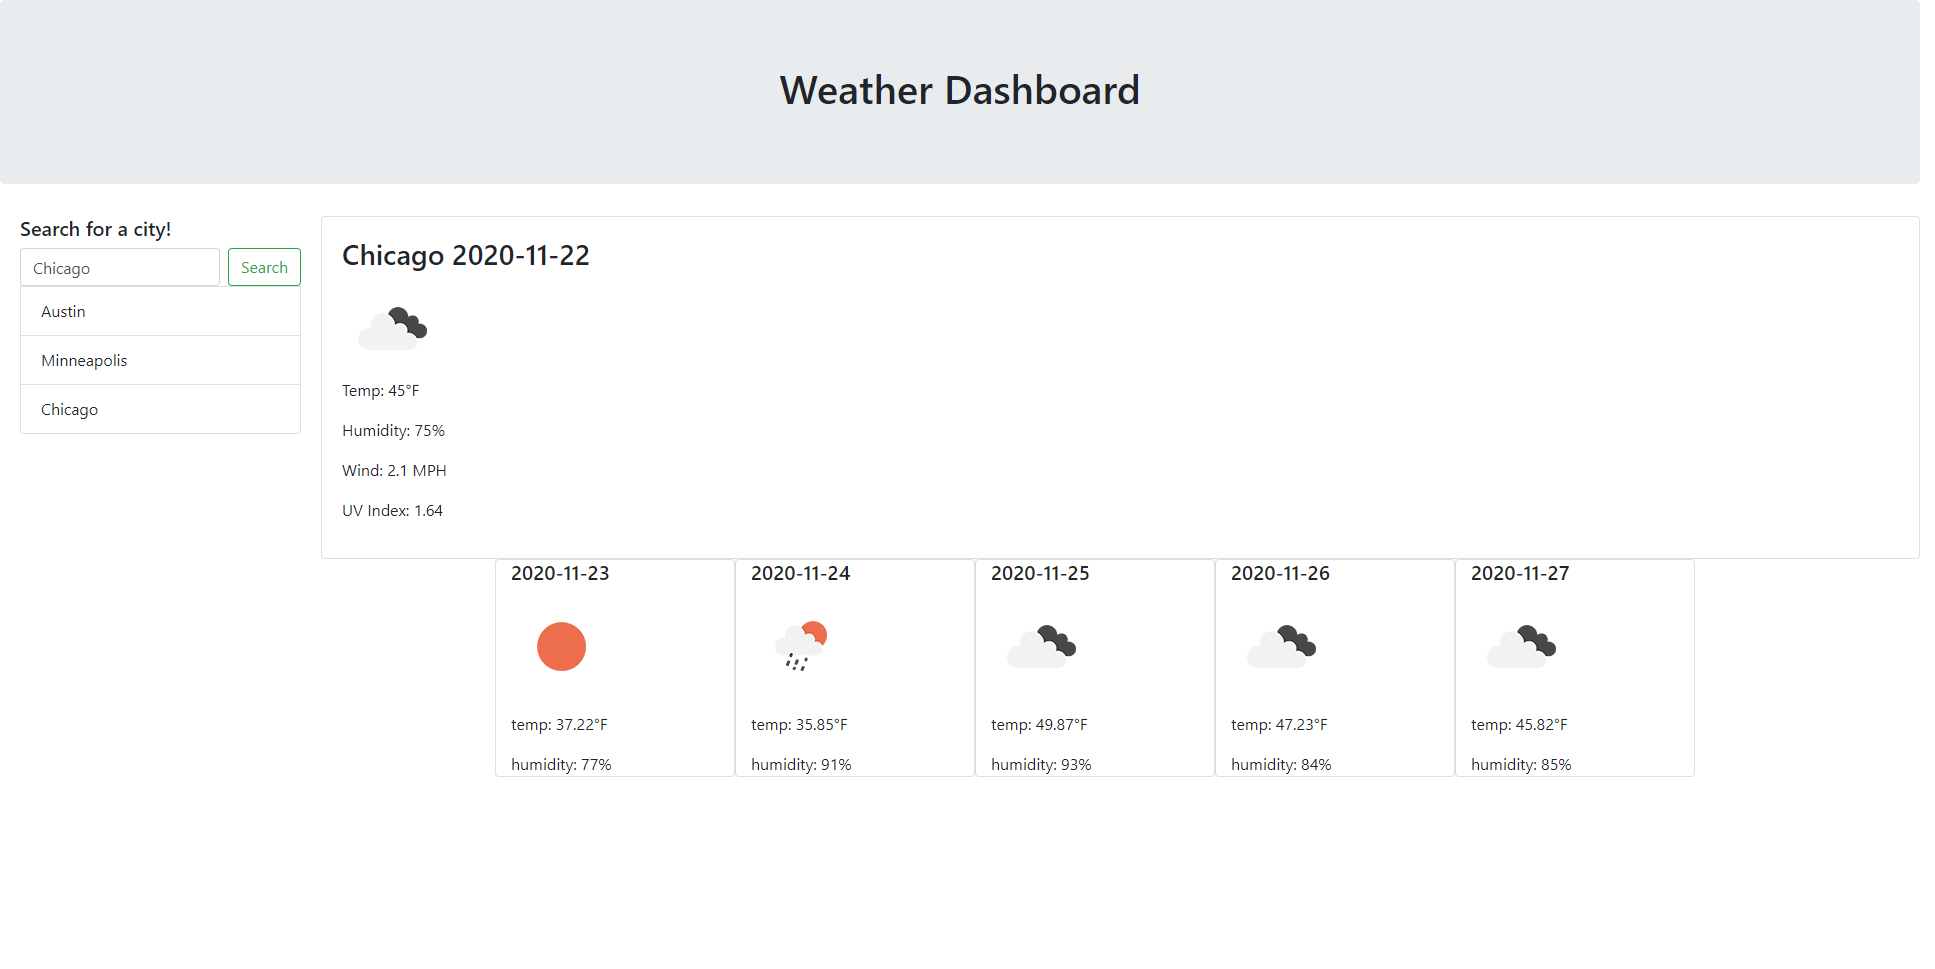 Weather Dashboard
Search for a city!
Chicago
Search
Austin
Minneapolis
Chicago
Chicago 2020-11-22
Temp: 45°F
Humidity: 75%
Wind: 2.1 MPH
UV Index: 1.64
2020-11-23
temp: 37.22°F
humidity: 77%
2020-11-24
temp: 35.85°F
humidity: 91%
2020-11-25
temp: 49.87°F
humidity: 93%
2020-11-26
temp: 47.23°F
humidity: 84%
2020-11-27
temp: 45.82°F
humidity: 85%